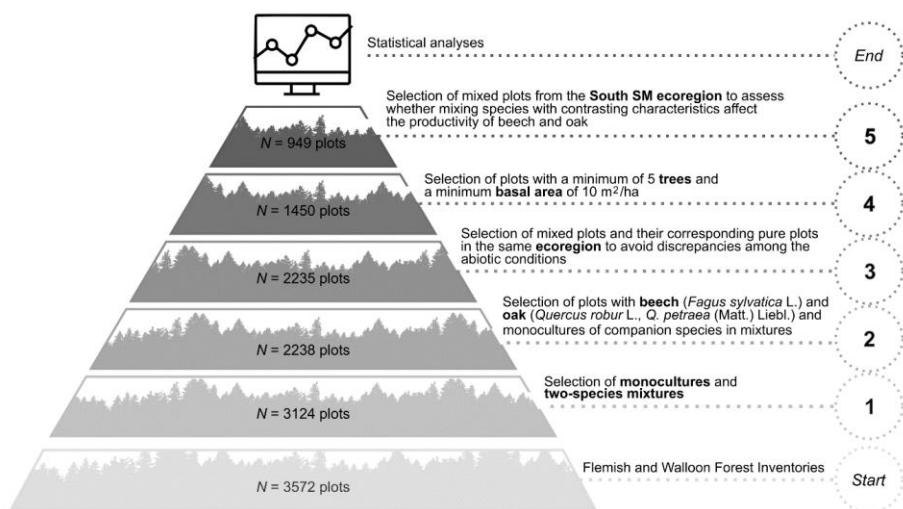 Statistical analyses
End
Selection of mixed plots from the South SM ecoregion to assess
whether mixing species with contrasting characteristics affect
the productivity of beech and oak
N = 949 plots
5
Selection of plots with a minimum of 5 trees and
a minimum basal area of 10 m²/ha
N = 1450 plots
4
Selection of mixed plots and their corresponding pure plots
in the same ecoregion to avoid discrepancies among the
abiotic conditions
N = 2235 plots
3
Selection of plots with beech (Fagus sylvatica L.) and
oak (Quercus robur L., Q. petraea (Matt.) Liebl.) and
monocultures of companion species in mixtures
N = 2238 plots
2
Selection of monocultures and
two-species mixtures
N = 3124 plots
1
Flemish and Walloon Forest Inventories
N = 3572 plots
Start